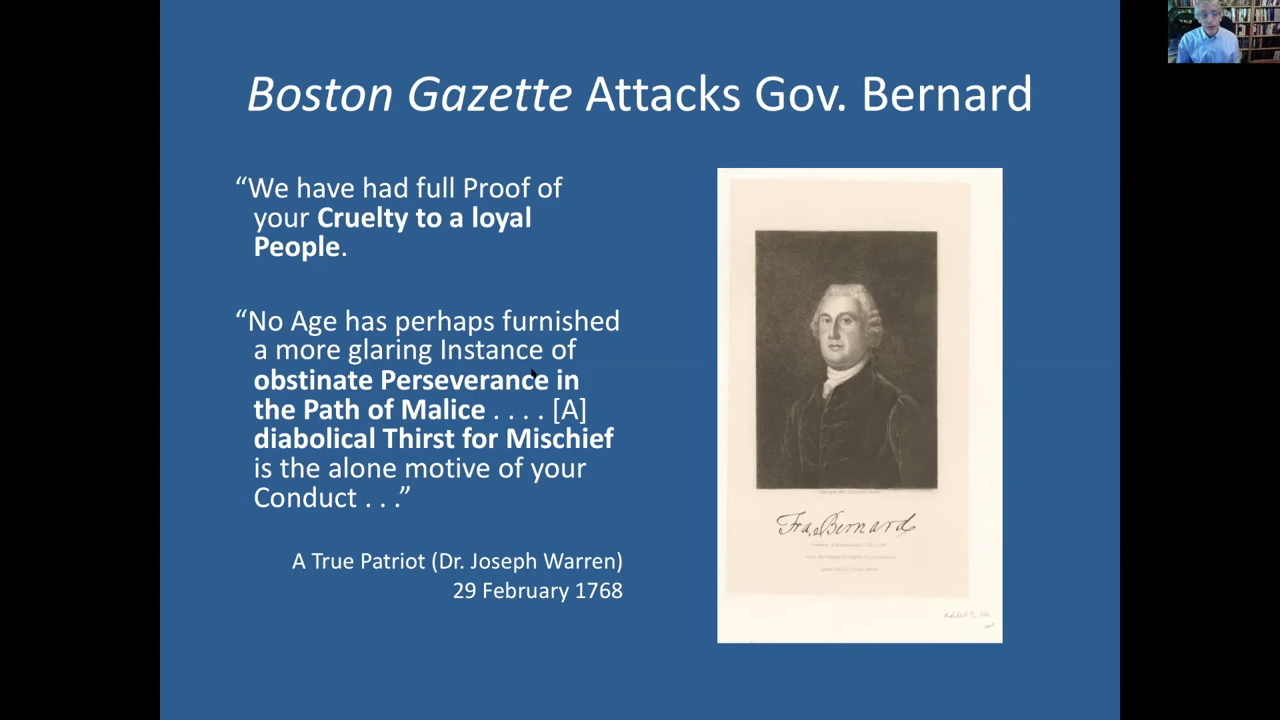 Boston Gazette Attacks Gov. Bernard
“We have had full Proof of
your Cruelty to a loyal
People.
“No Age has perhaps furnished
a more glaring Instance of
obstinate Perseverance in
the Path of Malice . . . . [A]
diabolical Thirst for Mischief
is the alone motive of your
Conduct . . .”
A True Patriot (Dr. Joseph Warren)
29 February 1768
Fra Bernard